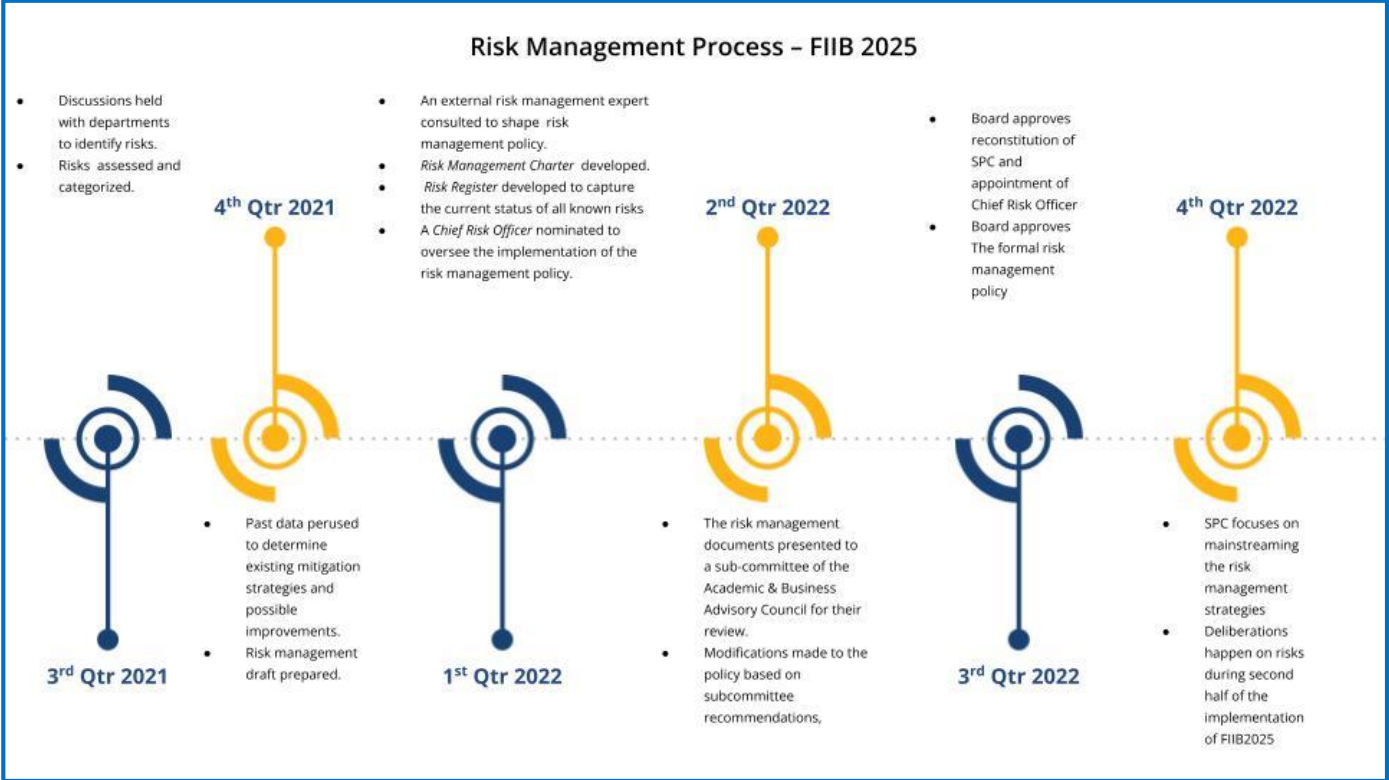 Risk Management Process – FIIB 2025
• Discussions held
with departments
to identify risks.
• Risks assessed and
categorized.
3rd Qtr 2021
4th Qtr 2021
• Past data perused
to determine
existing mitigation
strategies and
possible
improvements.
• Risk management
draft prepared.
• An external risk management expert
consulted to shape risk
management policy.
• Risk Management Charter developed.
• Risk Register developed to capture
the current status of all known risks
• A Chief Risk Officer nominated to
oversee the implementation of the
risk management policy.
1st Qtr 2022
2nd Qtr 2022
• The risk management
documents presented to
a sub-committee of the
Academic & Business
Advisory Council for their
review.
• Modifications made to the
policy based on
subcommittee
recommendations,
• Board approves
reconstitution of
SPC and
appointment of
Chief Risk Officer
• Board approves
The formal risk
management
policy
3rd Qtr 2022
4th Qtr 2022
• SPC focuses on
mainstreaming
the risk
management
strategies
• Deliberations
happen on risks
during second
half of the
implementation
of FIIB2025